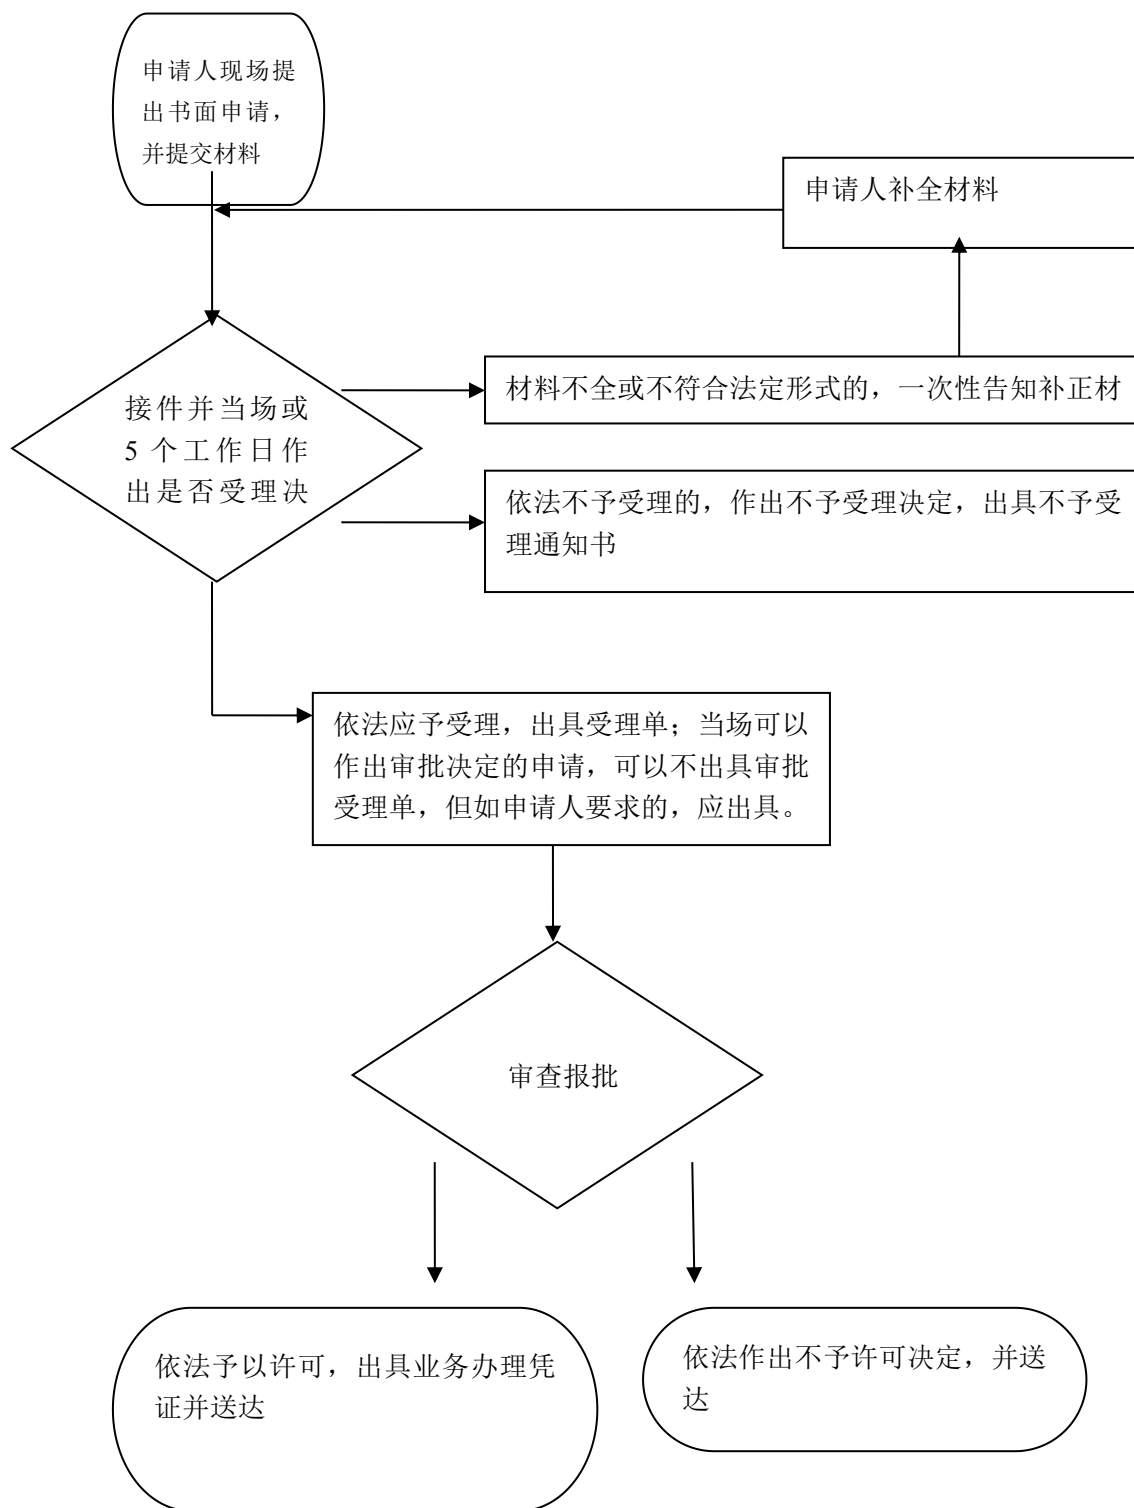 申请人现场提
出书面申请，
并提交材料
申请人补全材料
接件并当场或
5 个工作日作
出是否受理决
材料不全或不符合法定形式的，一次性告知补正材
依法不予受理的，作出不予受理决定，出具不予受
理通知书
依法应予受理，出具受理单；当场可以
作出审批决定的申请，可以不出具审批
受理单，但如申请人要求的，应出具。
审查报批
依法予以许可，出具业务办理凭
证并送达
依法作出不予许可决定，并送
达